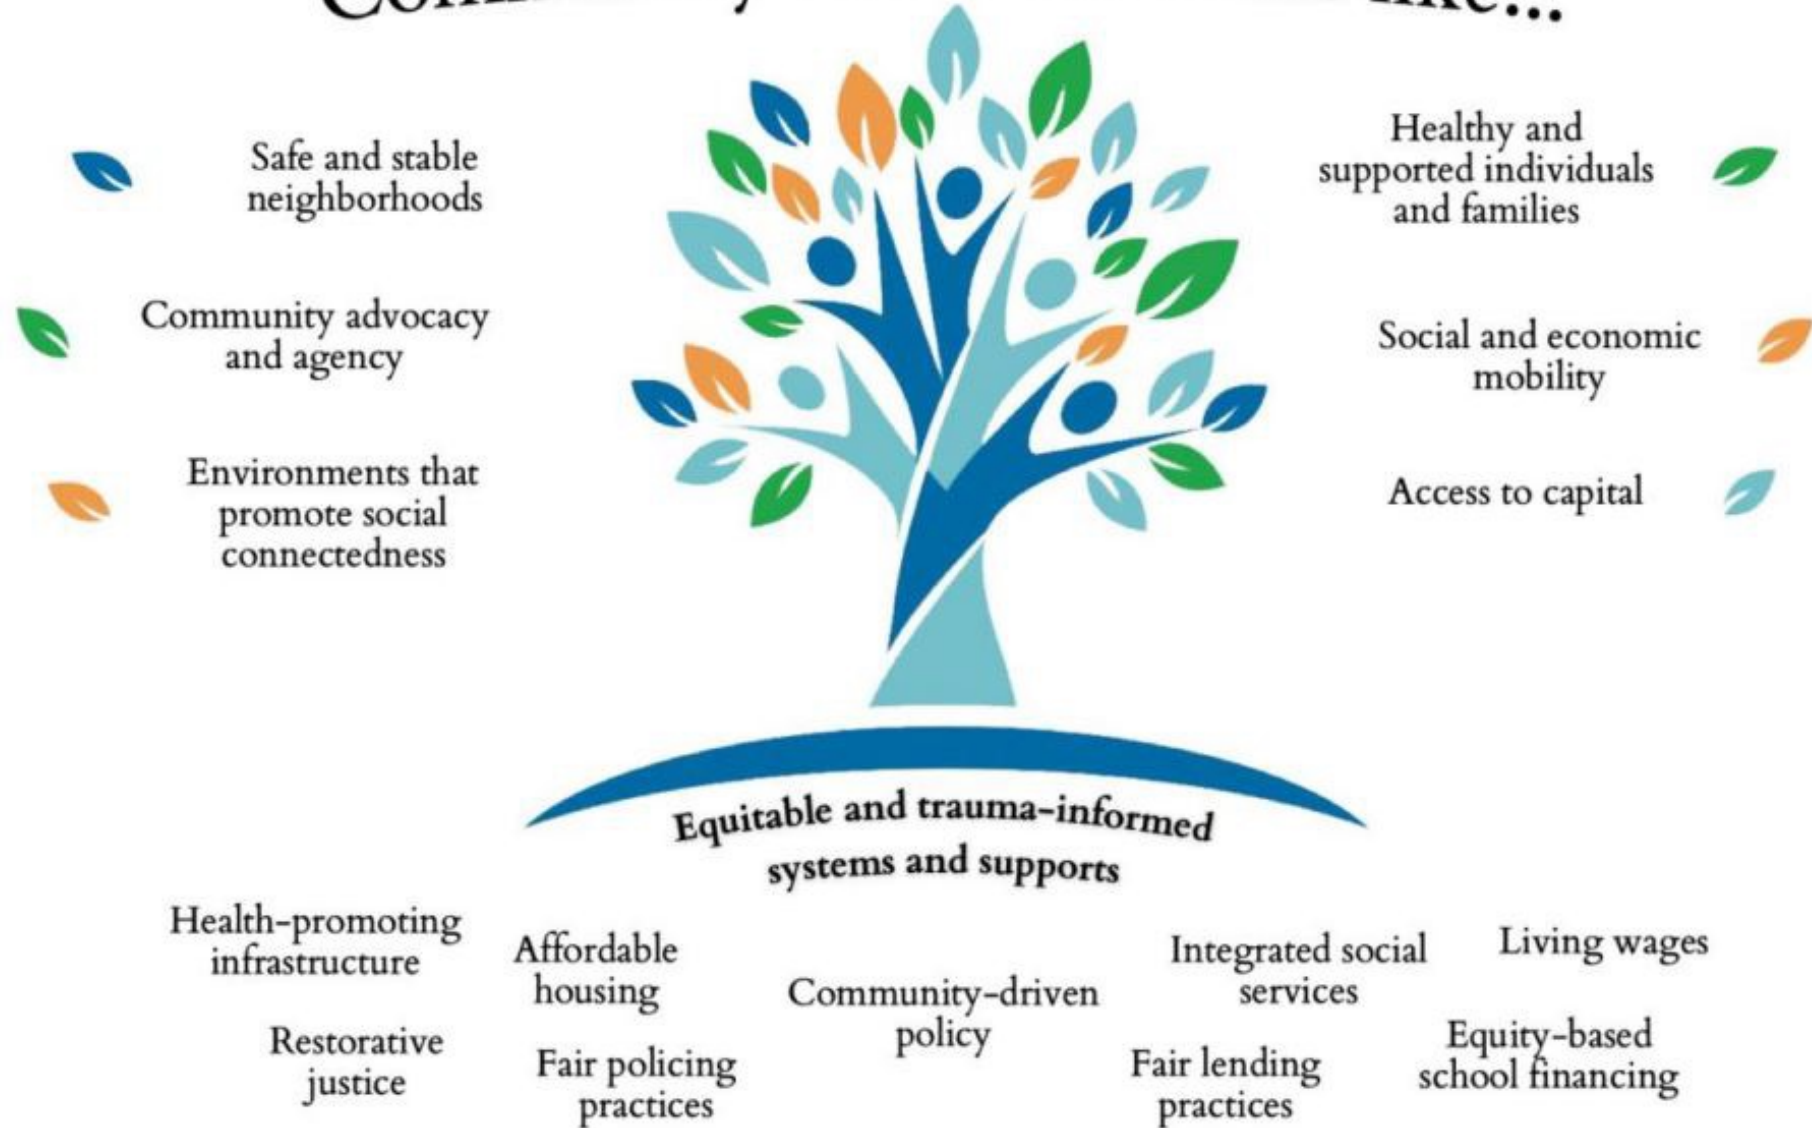 Safe and stable
neighborhoods
Community advocacy
and agency
Environments that
promote social
connectedness
Healthy and
supported individuals
and families
Social and economic
mobility
Access to capital
Equitable and trauma-informed
systems and supports
Health-promoting
infrastructure
Affordable
housing
Community-driven
policy
Integrated social
services
Living wages
Restorative
justice
Fair policing
practices
Fair lending
practices
Equity-based
school financing